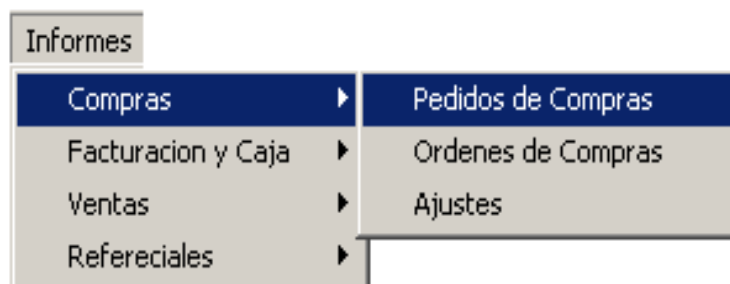 Informes
Compras
Pedidos de Compras
Facturacion y Caja
Ordenes de Compras
Ventas
Ajustes
Refereciales